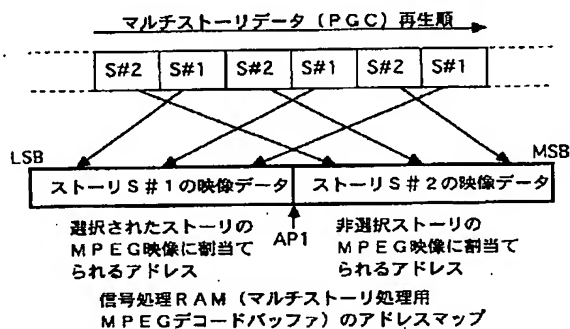 マルチストーリデータ（PGC）再生順
S#2 S#1 S#2 S#1 S#2 S#1
LSB MSB
ストーリS#1の映像データ ストーリS#2の映像データ
選択されたストーリの
MPEG映像に割当て
られるアドレス
AP1
非選択ストーリの
MPEG映像に割当て
られるアドレス
信号処理RAM（マルチストーリ処理用
MPEGデコードバッファ）のアドレスマップ